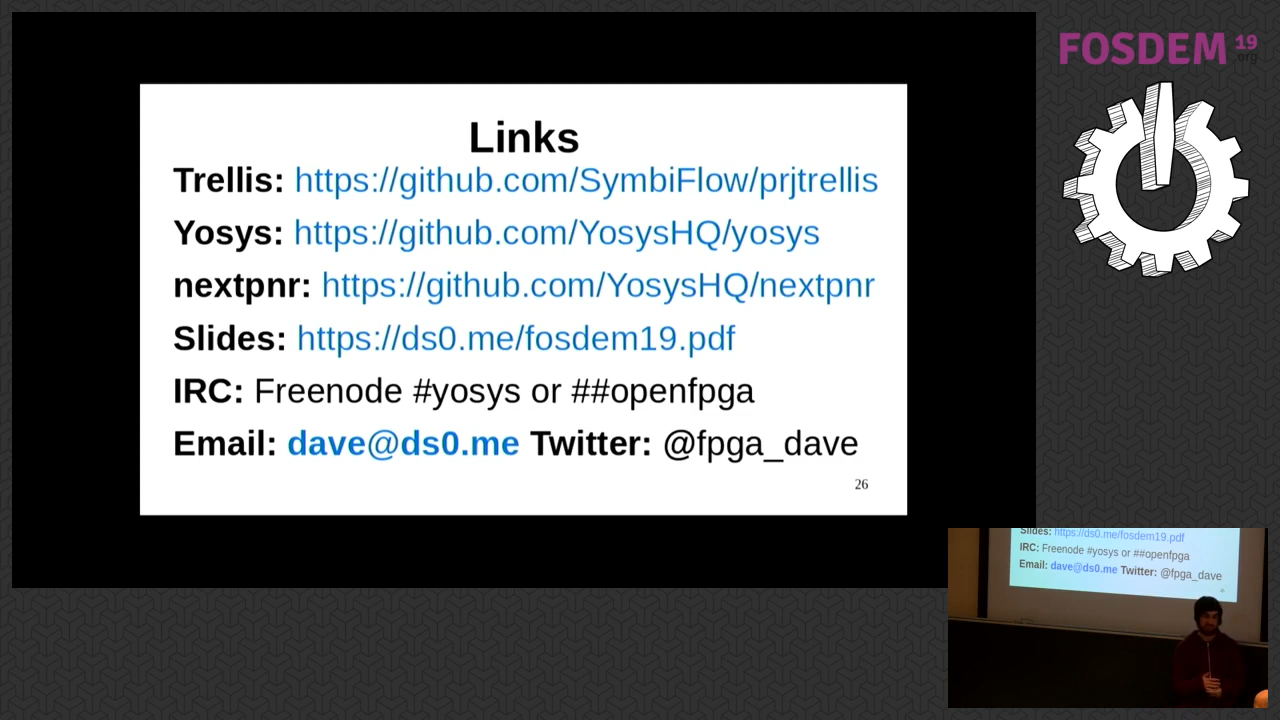 FOSDEM 19
.org
Links
Trellis: https://github.com/SymbiFlow/prjtrellis
Yosys: https://github.com/YosysHQ/yosys
nextpnr: https://github.com/YosysHQ/nextpnr
Slides: https://ds0.me/fosdem19.pdf
IRC: Freenode #yosys or ##openfpga
Email: dave@ds0.me Twitter: @fpga_dave
26
Slides: https://ds0.me/fosdem19.pdf
IRC: Freenode #yosys or ##openfpga
Email: dave@ds0.me Twitter: @fpga_dave